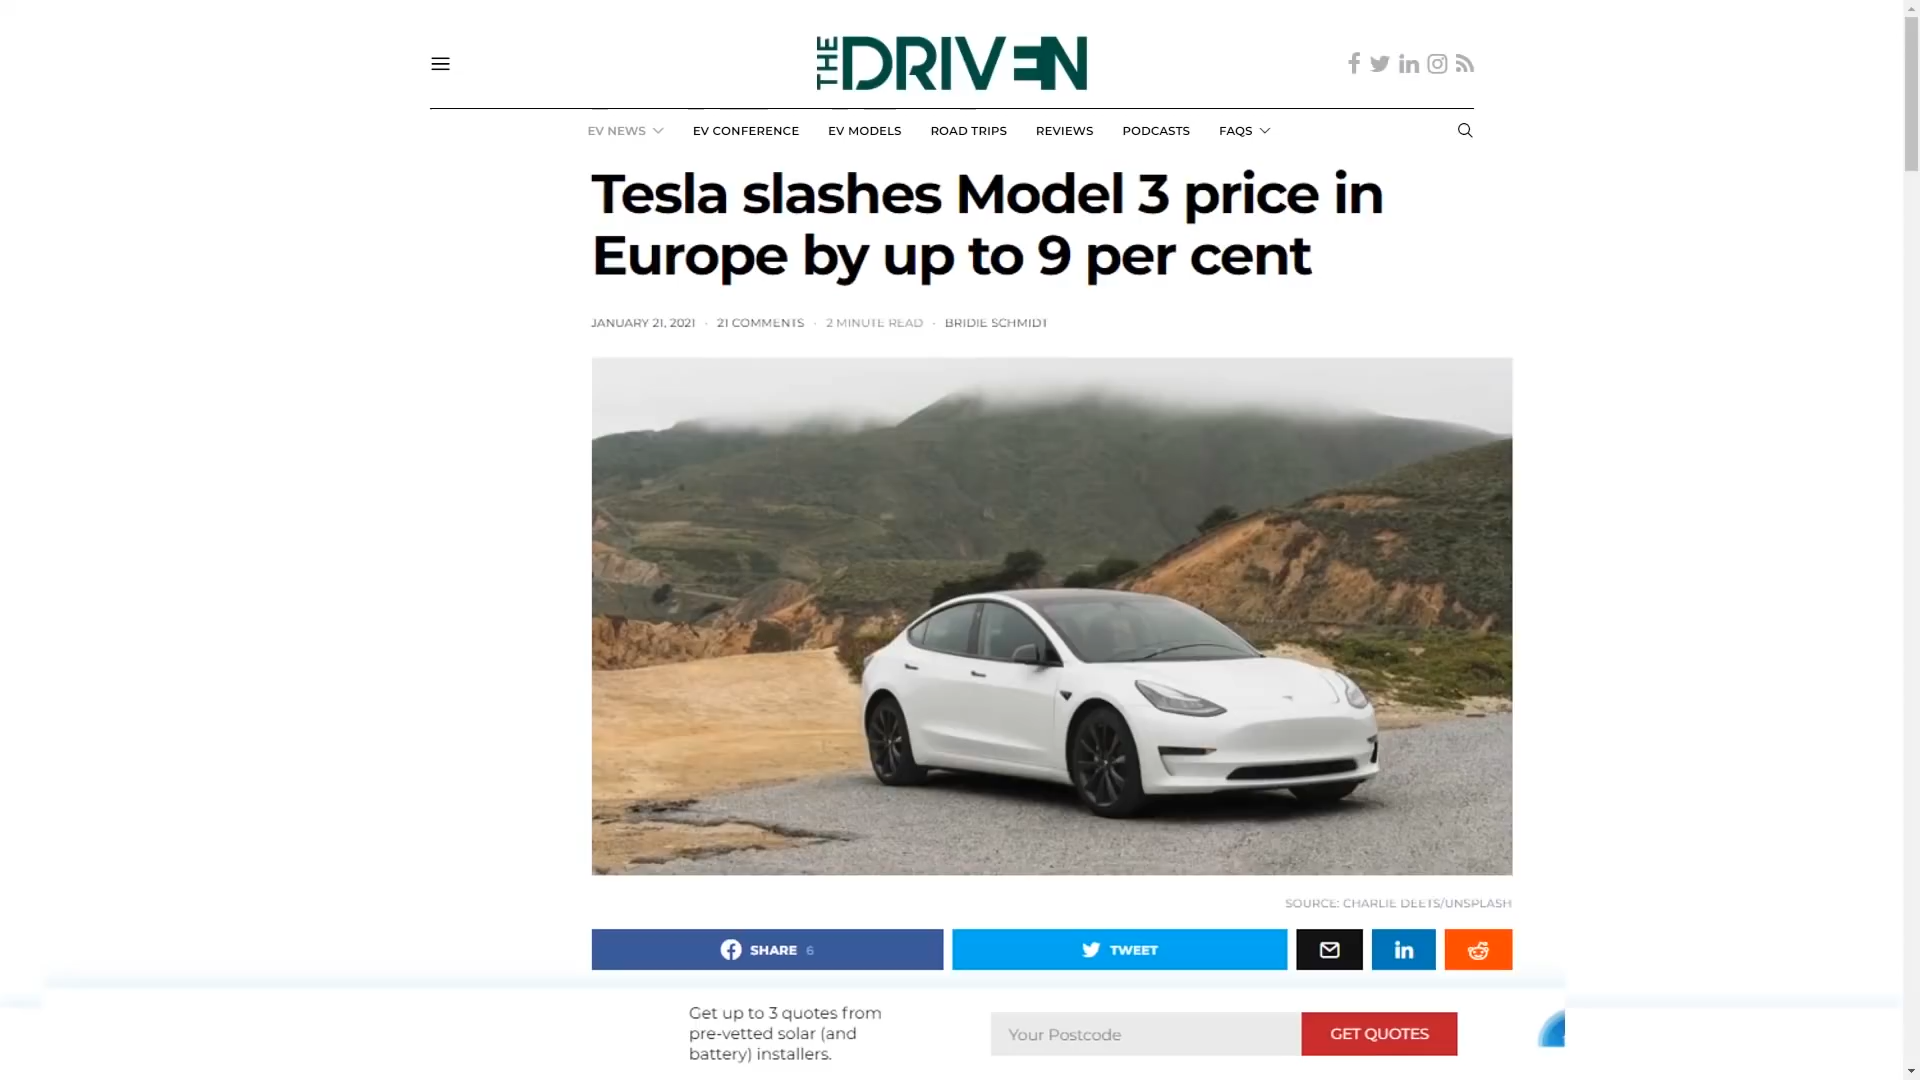 THE DRIVEN
EV NEWS EV CONFERENCE EV MODELS ROAD TRIPS REVIEWS PODCASTS FAQS
Tesla slashes Model 3 price in
Europe by up to 9 per cent
JANUARY 21, 2021 · 21 COMMENTS · 2 MINUTE READ · BRIDIE SCHMIDT
SOURCE: CHARLIE DEETS/UNSPLASH
SHARE 6 TWEET
Get up to 3 quotes from
pre-vetted solar (and
battery) installers.
Your Postcode GET QUOTES